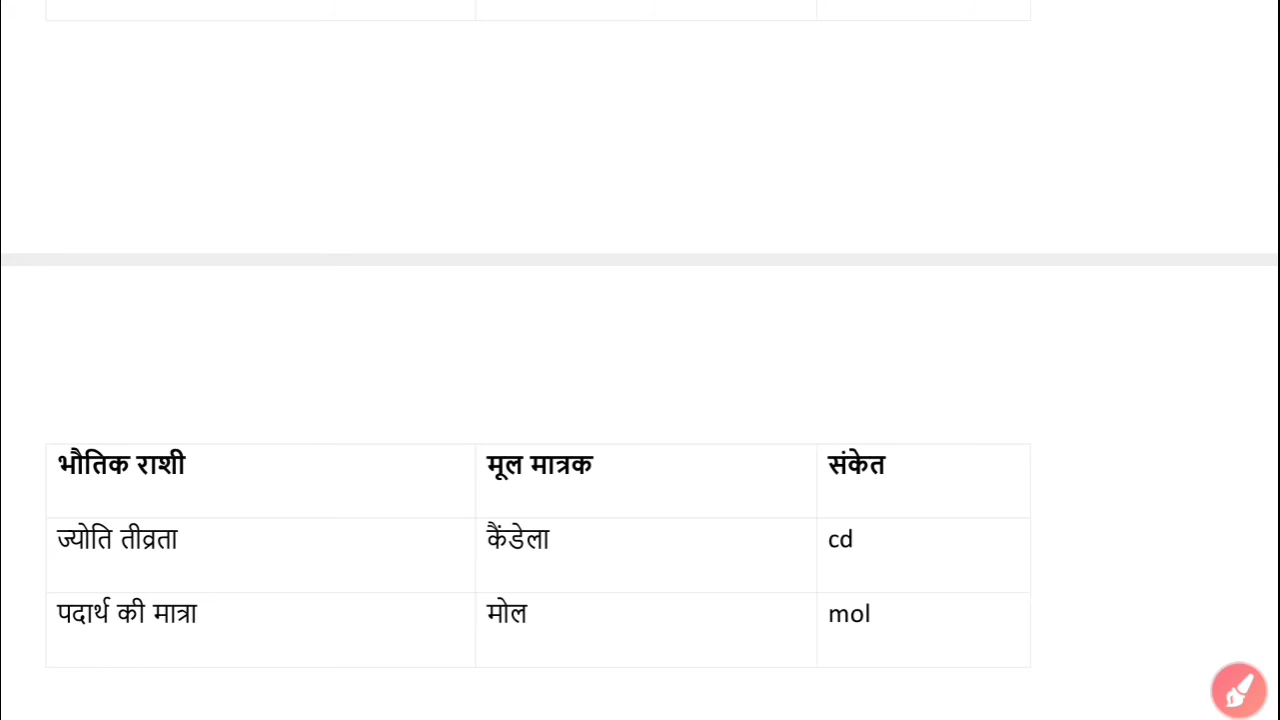 भौतिक राशी मूल मात्रक संकेत
ज्योति तीव्रता कैंडेला cd
पदार्थ की मात्रा मोल mol